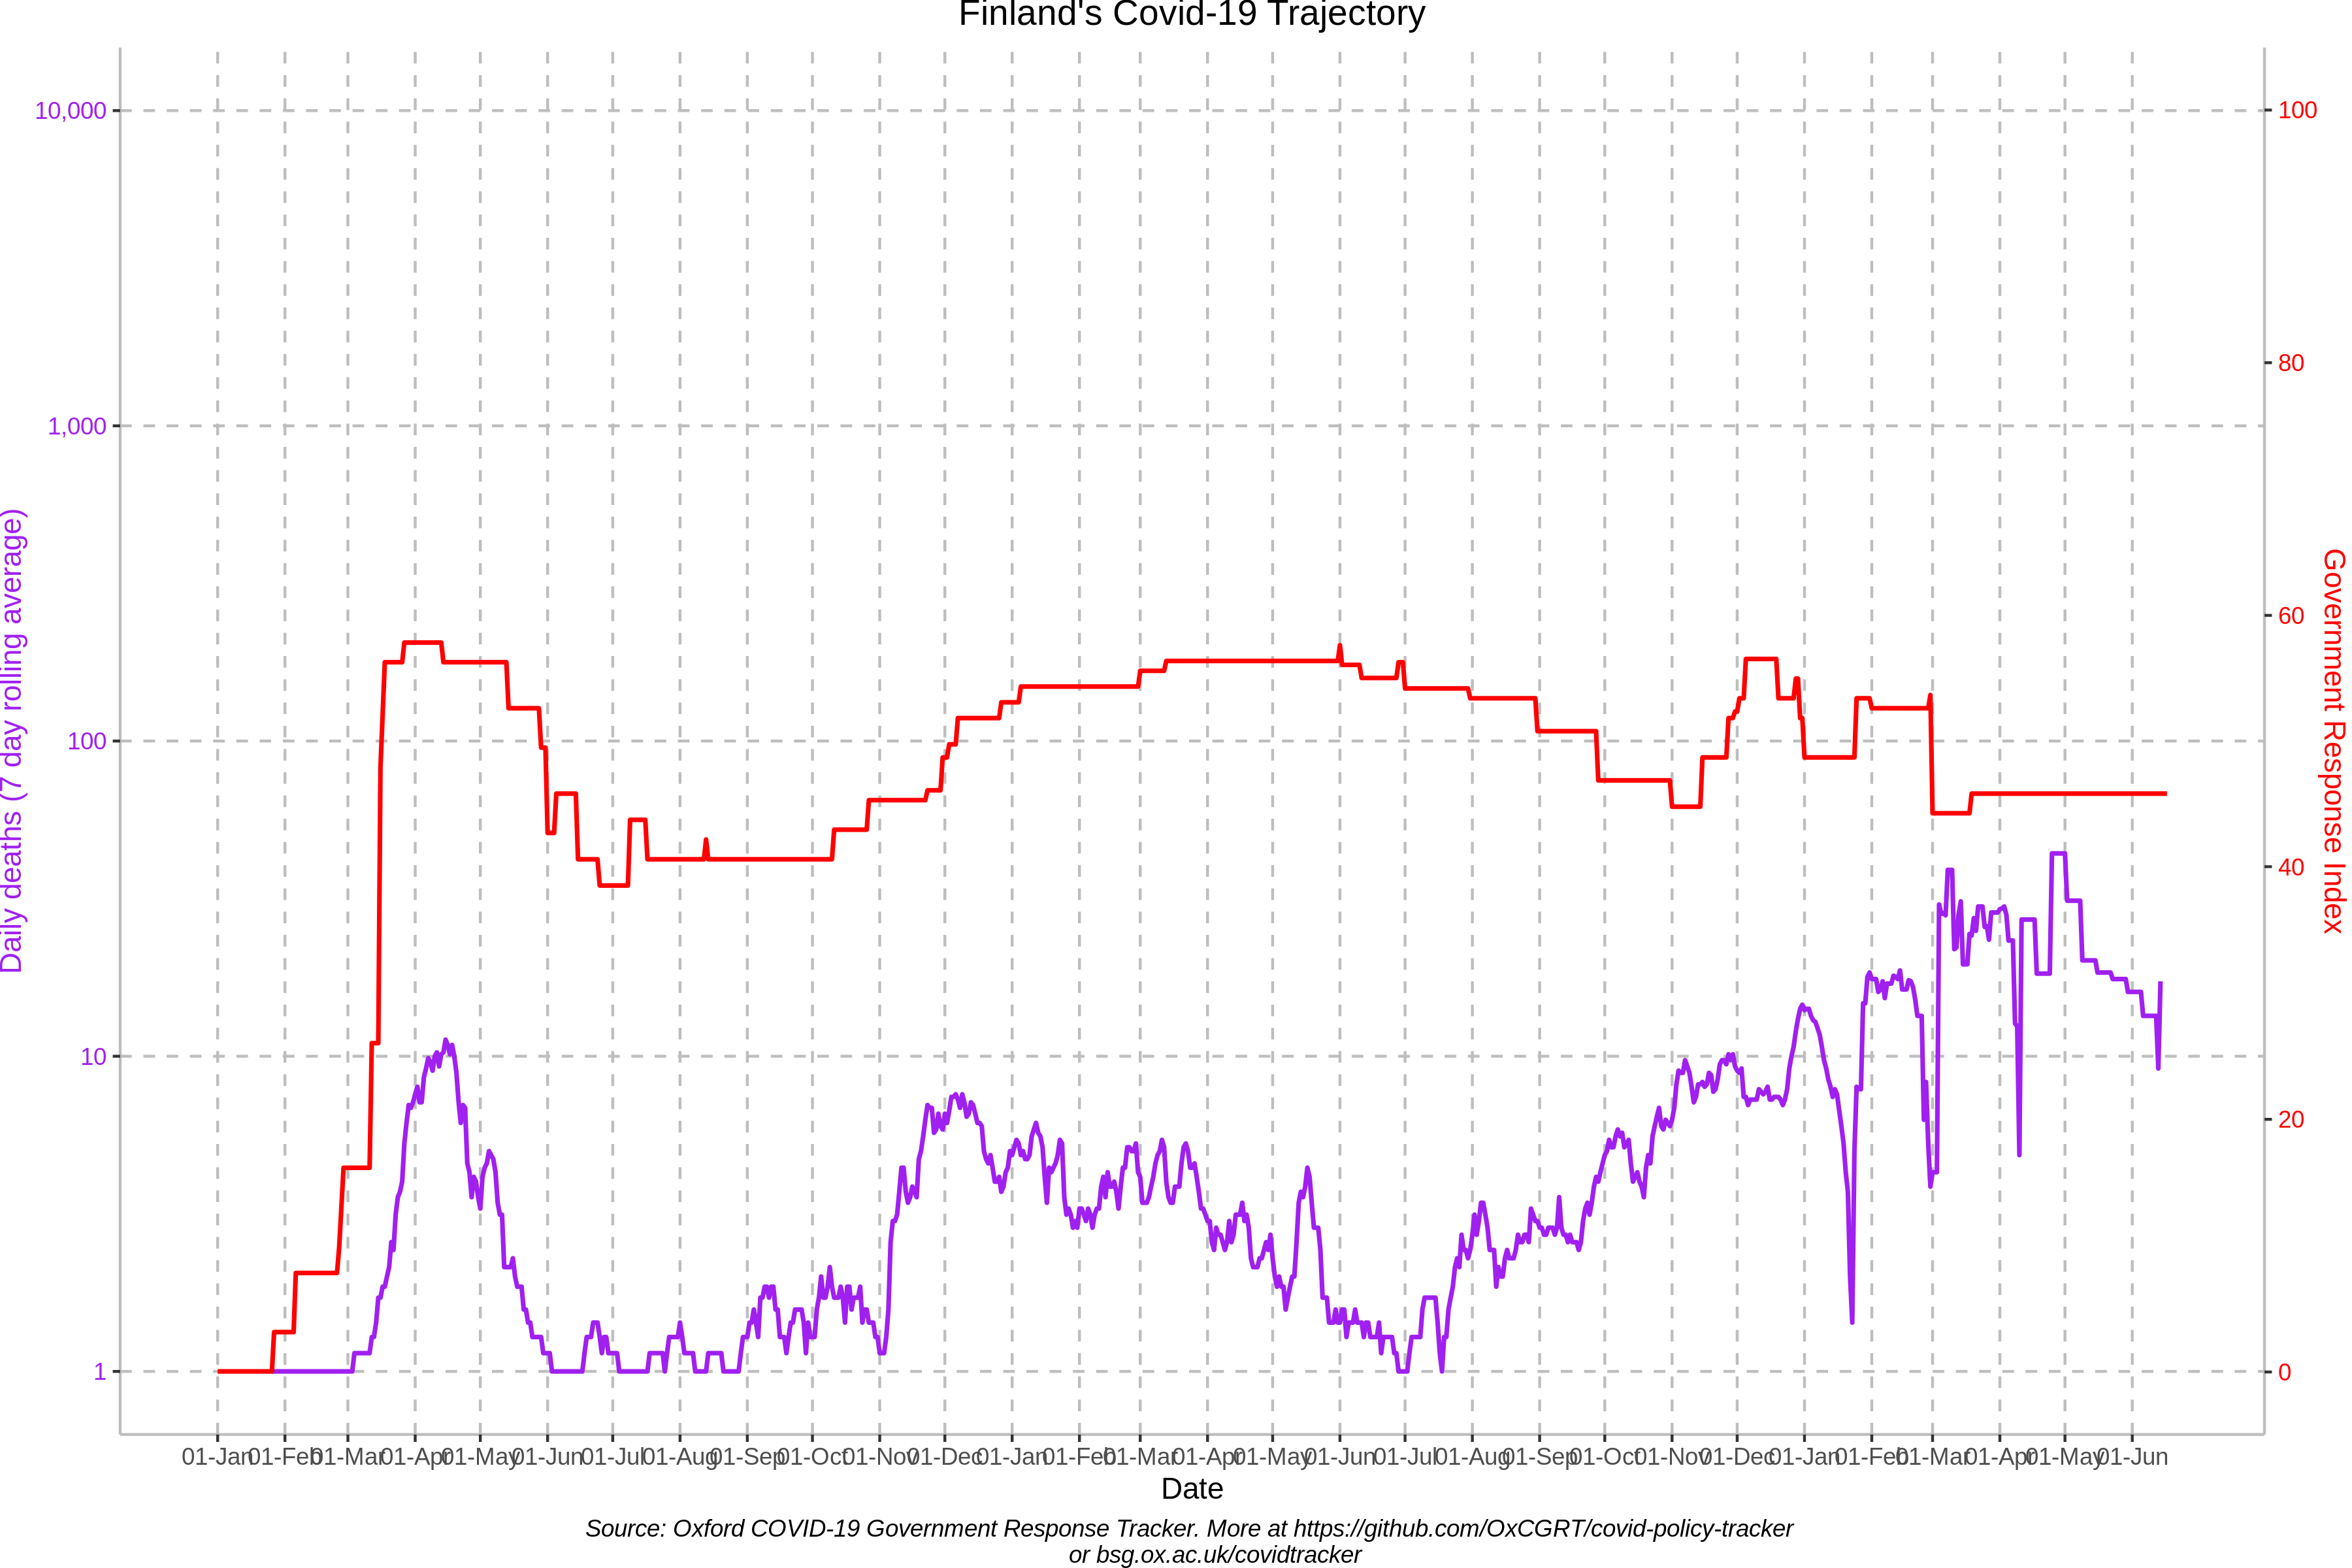 Finland's Covid-19 Trajectory
10,000
1,000
100
10
1
Daily deaths (7 day rolling average)
100
80
60
40
20
0
Government Response Index
01-Jan 01-Feb 01-Mar 01-Apr 01-May 01-Jun 01-Jul 01-Aug 01-Sep 01-Oct 01-Nov 01-Dec 01-Jan 01-Feb 01-Mar 01-Apr 01-May 01-Jun 01-Jul 01-Aug 01-Sep 01-Oct 01-Nov 01-Dec 01-Jan 01-Feb 01-Mar 01-Apr 01-May 01-Jun
Date
Source: Oxford COVID-19 Government Response Tracker. More at https://github.com/OxCGRT/covid-policy-tracker
or bsg.ox.ac.uk/covidtracker